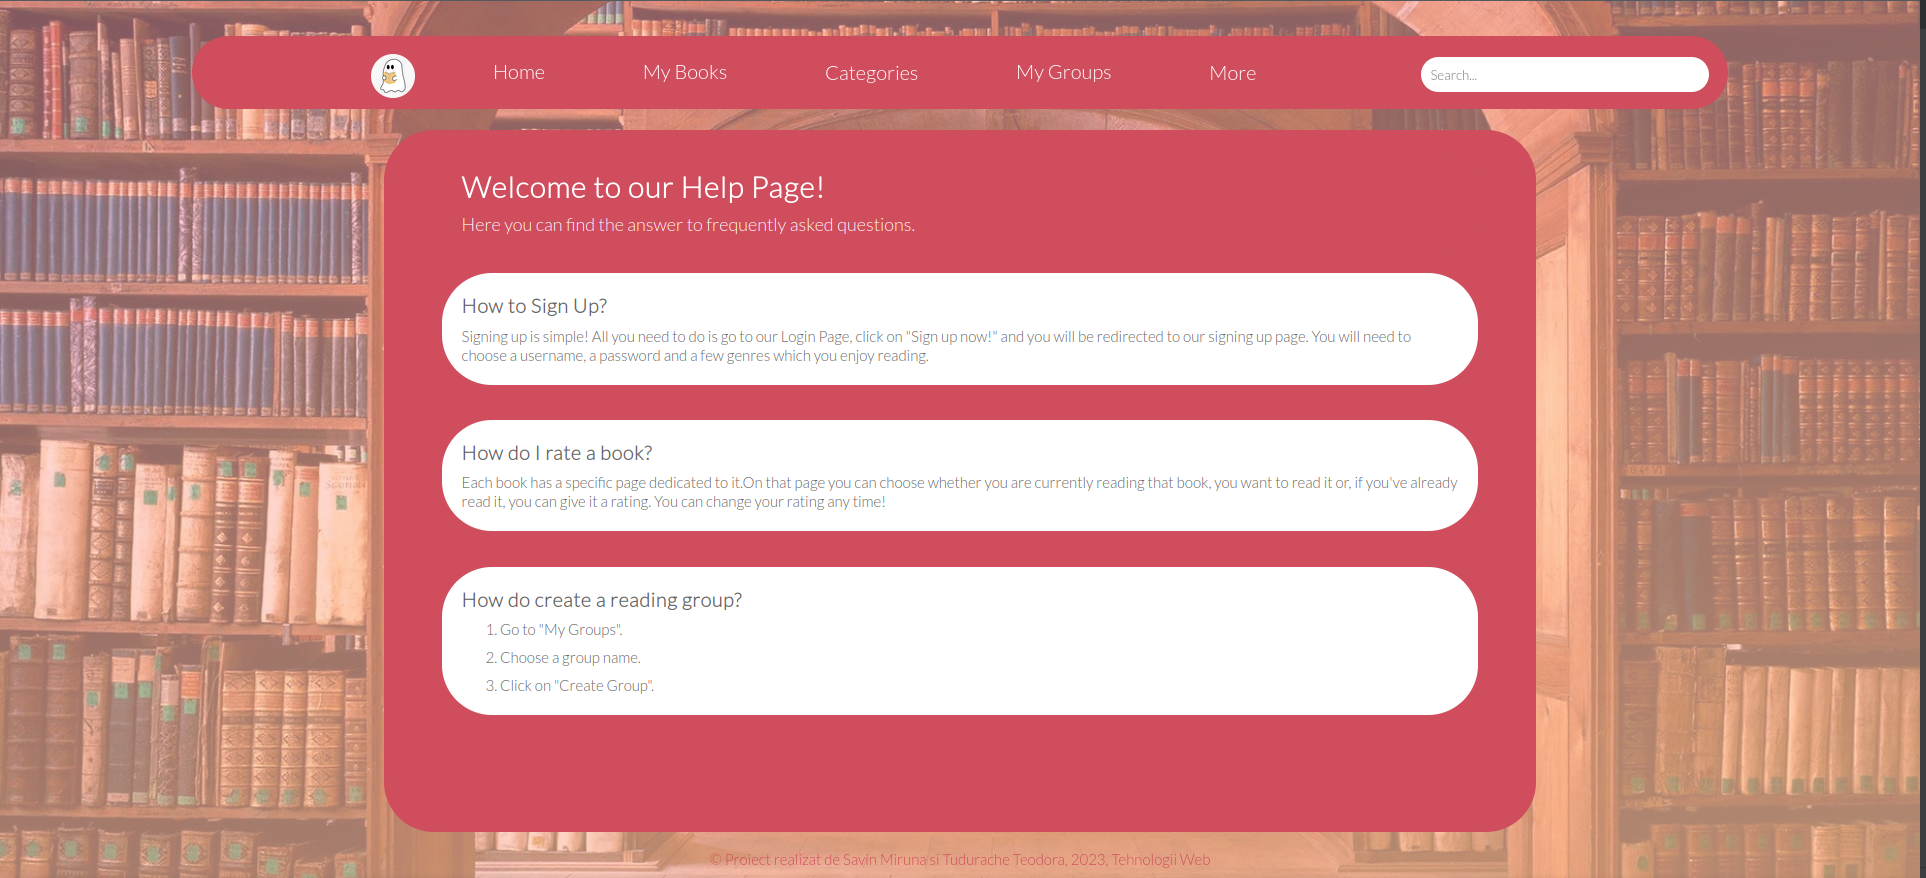 Home
My Books
Categories
My Groups
More
Search...
Welcome to our Help Page!
Here you can find the answer to frequently asked questions.
How to Sign Up?
Signing up is simple! All you need to do is go to our Login Page, click on "Sign up now!" and you will be redirected to our signing up page. You will need to
choose a username, a password and a few genres which you enjoy reading.
How do I rate a book?
Each book has a specific page dedicated to it.On that page you can choose whether you are currently reading that book, you want to read it or, if you've already
read it, you can give it a rating. You can change your rating any time!
How do create a reading group?
1. Go to "My Groups".
2. Choose a group name.
3. Click on "Create Group".
© Proiect realizat de Savin Miruna si Tudurache Teodora, 2023, Tehnologii Web